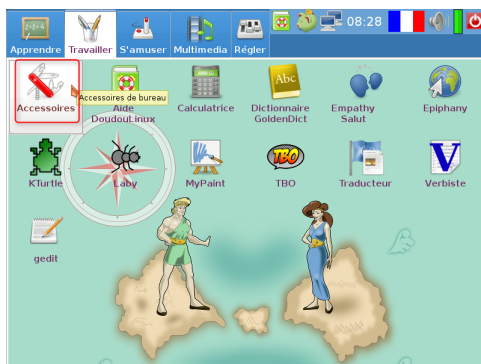 Apprendre Travailler S'amuser Multimedia Régler 08:28
Accessoires Aide DoudouLinux Calculatrice Dictionnaire GoldenDict Empathy Salut Epiphany
Accessoires de bureau
Abc
KTurtle Laby MyPaint TBO Traducteur Verbiste
TBO
V
gedit